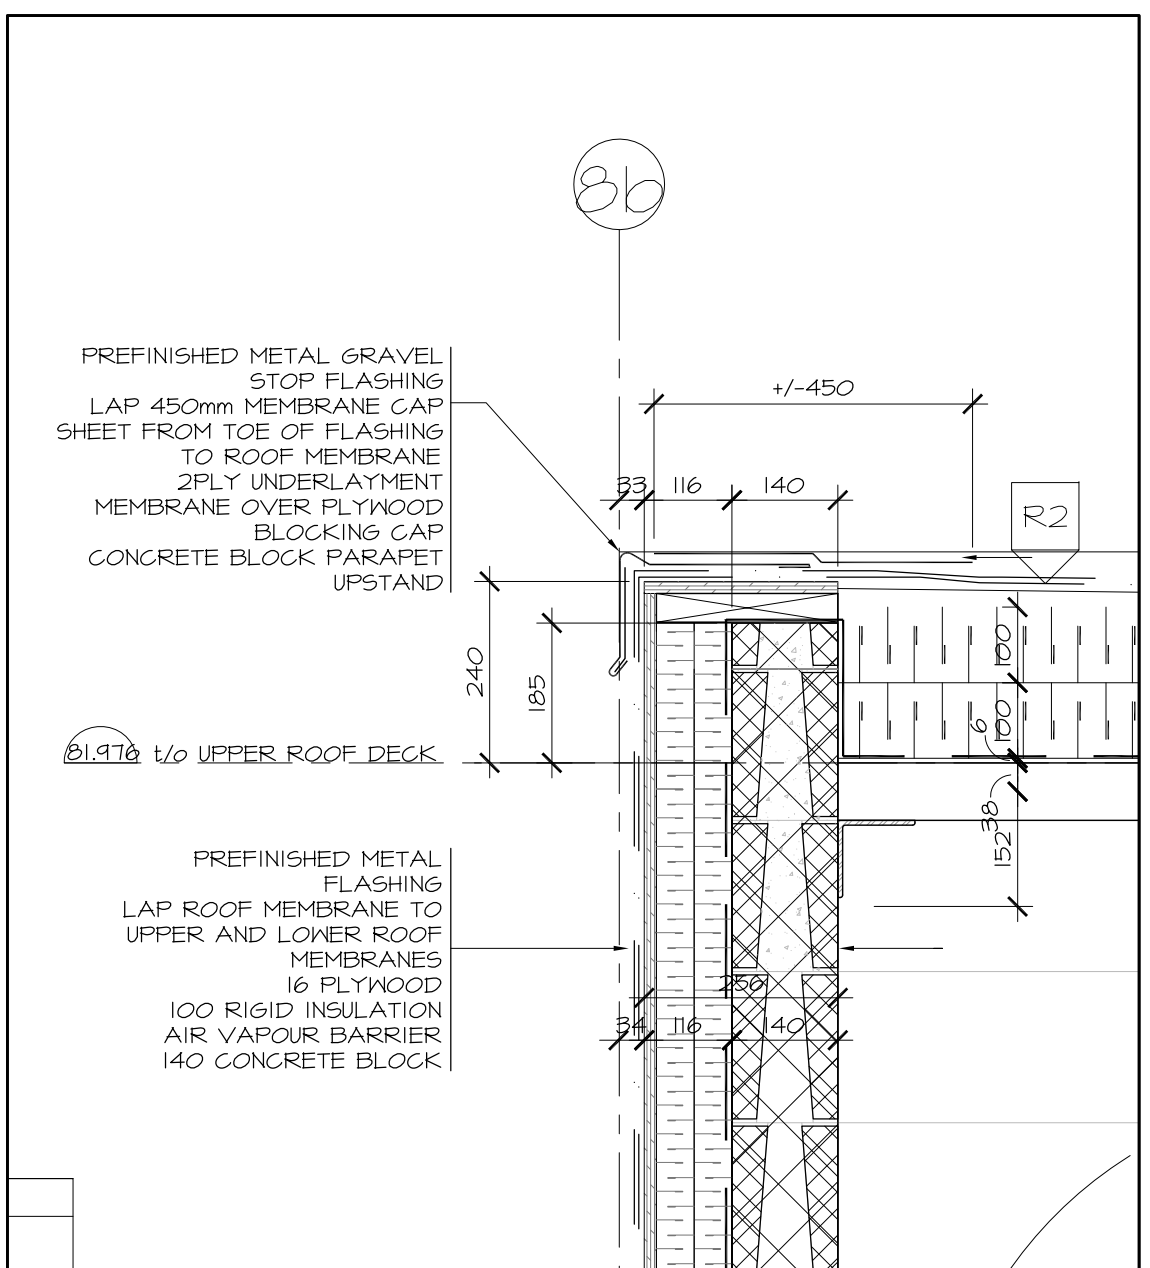 8b
PREFINISHED METAL GRAVEL
STOP FLASHING
LAP 450mm MEMBRANE CAP
SHEET FROM TOE OF FLASHING
TO ROOF MEMBRANE
2PLY UNDERLAYMENT
MEMBRANE OVER PLYWOOD
BLOCKING CAP
CONCRETE BLOCK PARAPET
UPSTAND
+/-450
33
116
140
R2
240
185
100
100
6
38
152
81.976 t/o UPPER ROOF DECK
PREFINISHED METAL
FLASHING
LAP ROOF MEMBRANE TO
UPPER AND LOWER ROOF
MEMBRANES
16 PLYWOOD
100 RIGID INSULATION
AIR VAPOUR BARRIER
140 CONCRETE BLOCK
256
34
116
140